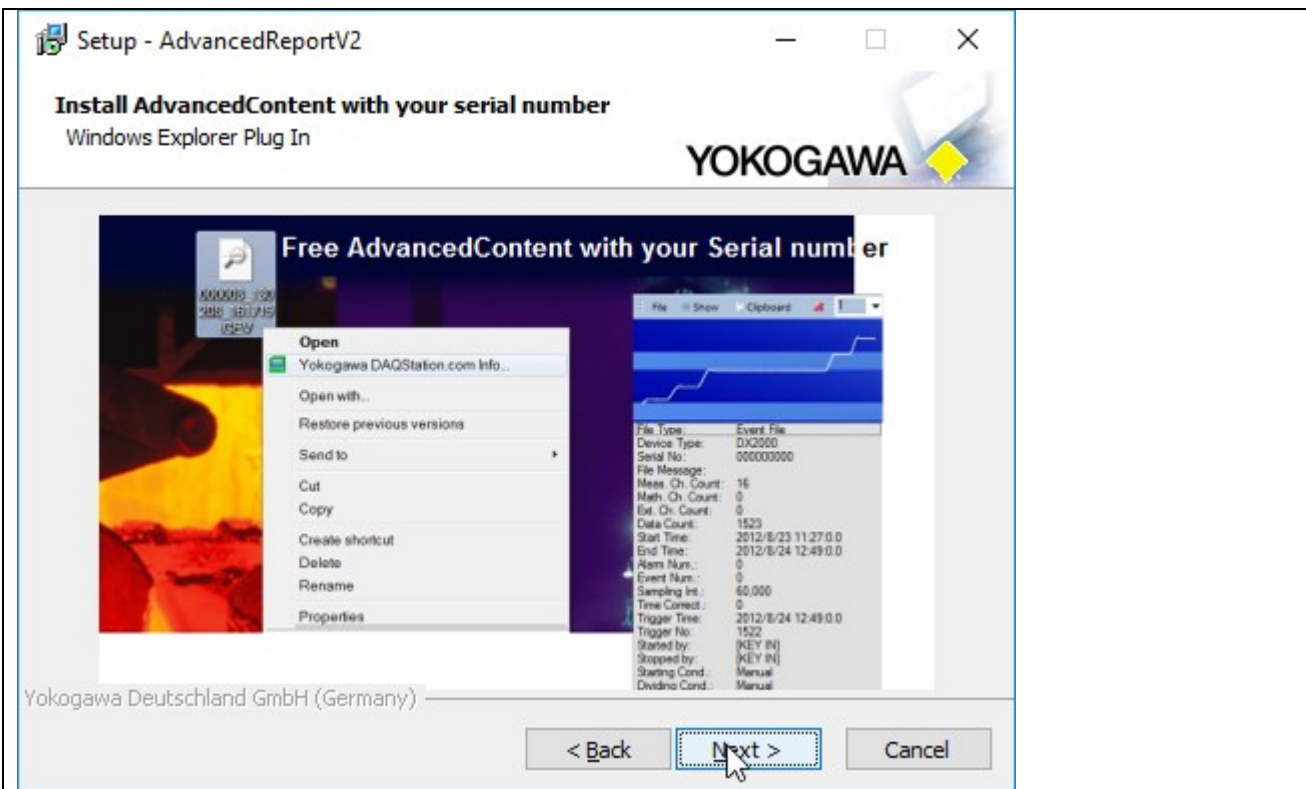 Setup - AdvancedReportV2
Install AdvancedContent with your serial number
Windows Explorer Plug In
YOKOGAWA
Free AdvancedContent with your Serial number
Open
Yokogawa DAQStation.com Info...
Open with...
Restore previous versions
Send to
Cut
Copy
Create shortcut
Delete
Rename
Properties
File Show Clipboard 1
File Type: Event File
Device Type: DX2000
Serial No: 000000000
File Message:
Meas. Ch. Count: 16
Math. Ch. Count: 0
Ext. Ch. Count: 0
Data Count: 1523
Start Time: 2012/8/23 11:27:0.0
End Time: 2012/8/24 12:49:0.0
Alarm Num.: 0
Event Num.: 0
Sampling Int.: 60,000
Time Correct.: 0
Trigger Time: 2012/8/24 12:49:0.0
Trigger No: 1522
Started by: [KEY IN]
Stopped by: [KEY IN]
Starting Cond.: Manual
Dividing Cond.: Manual
Yokogawa Deutschland GmbH (Germany)
< Back
Next >
Cancel